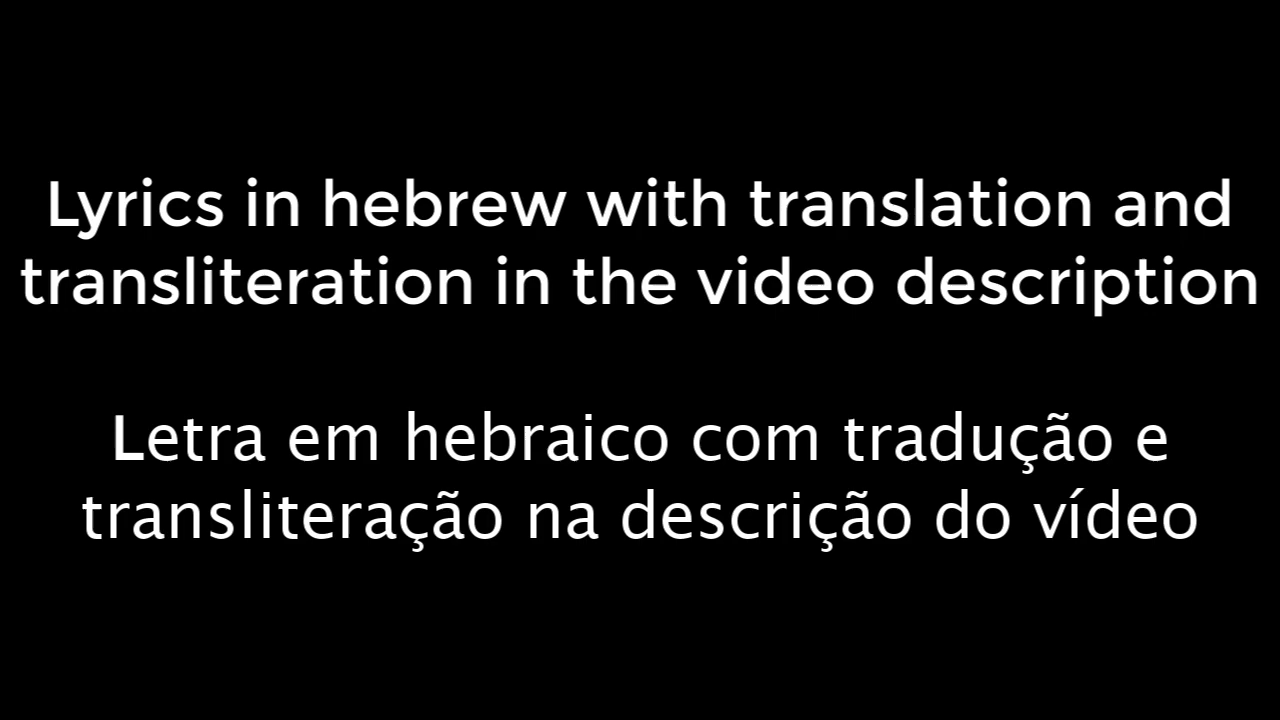 Lyrics in hebrew with translation and
transliteration in the video description
Letra em hebraico com tradução e
transliteração na descrição do vídeo